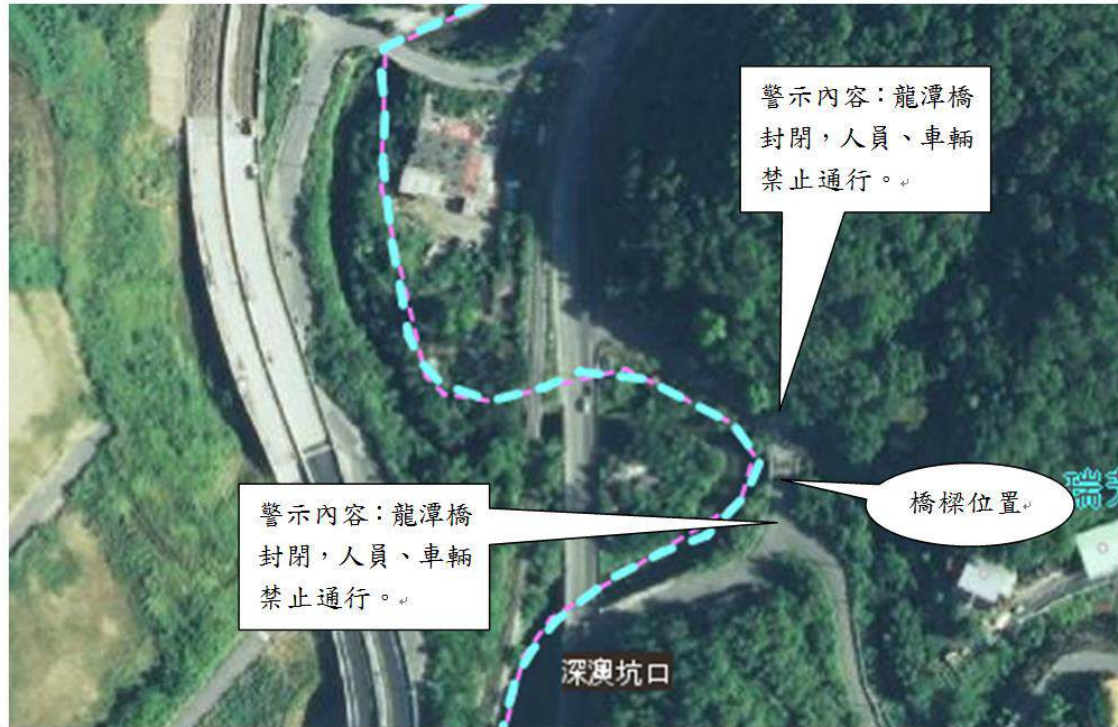 警示內容：龍潭橋
封閉，人員、車輛
禁止通行。
橋樑位置
警示內容：龍潭橋
封閉，人員、車輛
禁止通行。
深澳坑口